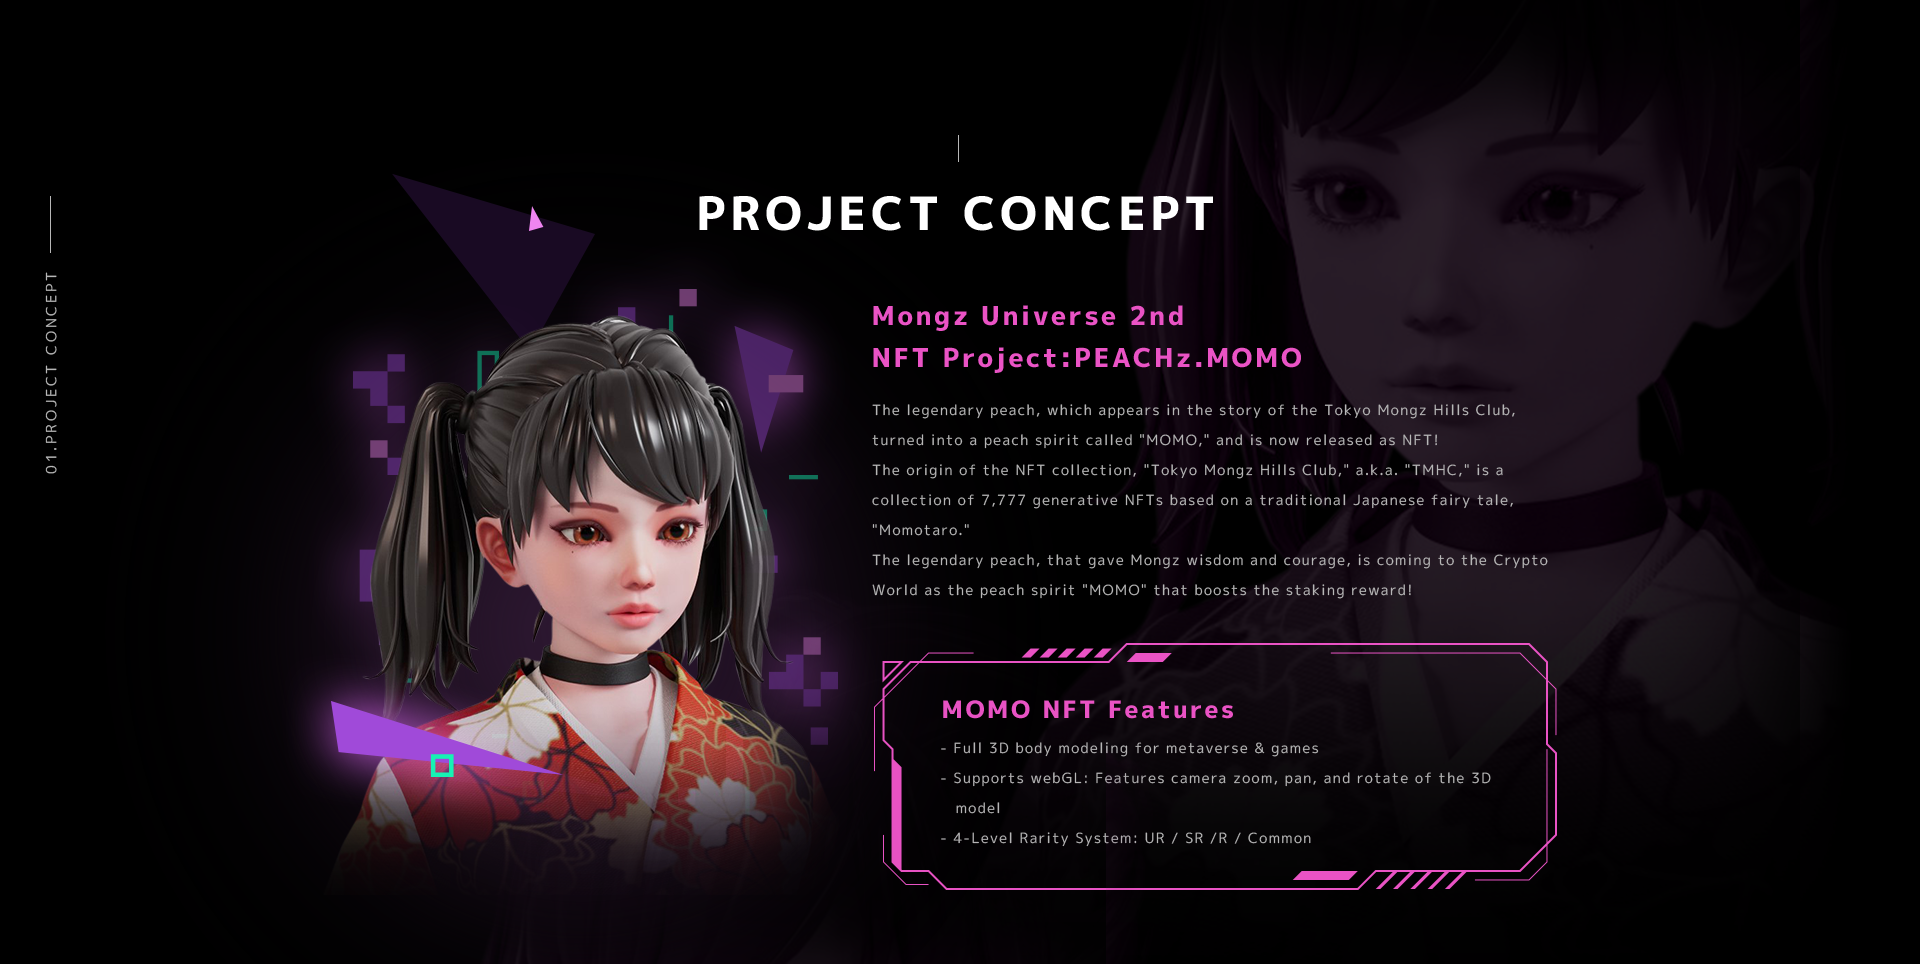 PROJECT CONCEPT
01.PROJECT CONCEPT
Mongz Universe 2nd
NFT Project:PEACHz.MOMO
The legendary peach, which appears in the story of the Tokyo Mongz Hills Club,
turned into a peach spirit called "MOMO," and is now released as NFT!
The origin of the NFT collection, "Tokyo Mongz Hills Club," a.k.a. "TMHC," is a
collection of 7,777 generative NFTs based on a traditional Japanese fairy tale,
"Momotaro."
The legendary peach, that gave Mongz wisdom and courage, is coming to the Crypto
World as the peach spirit "MOMO" that boosts the staking reward!
MOMO NFT Features
- Full 3D body modeling for metaverse & games
- Supports webGL: Features camera zoom, pan, and rotate of the 3D
model
- 4-Level Rarity System: UR / SR /R / Common